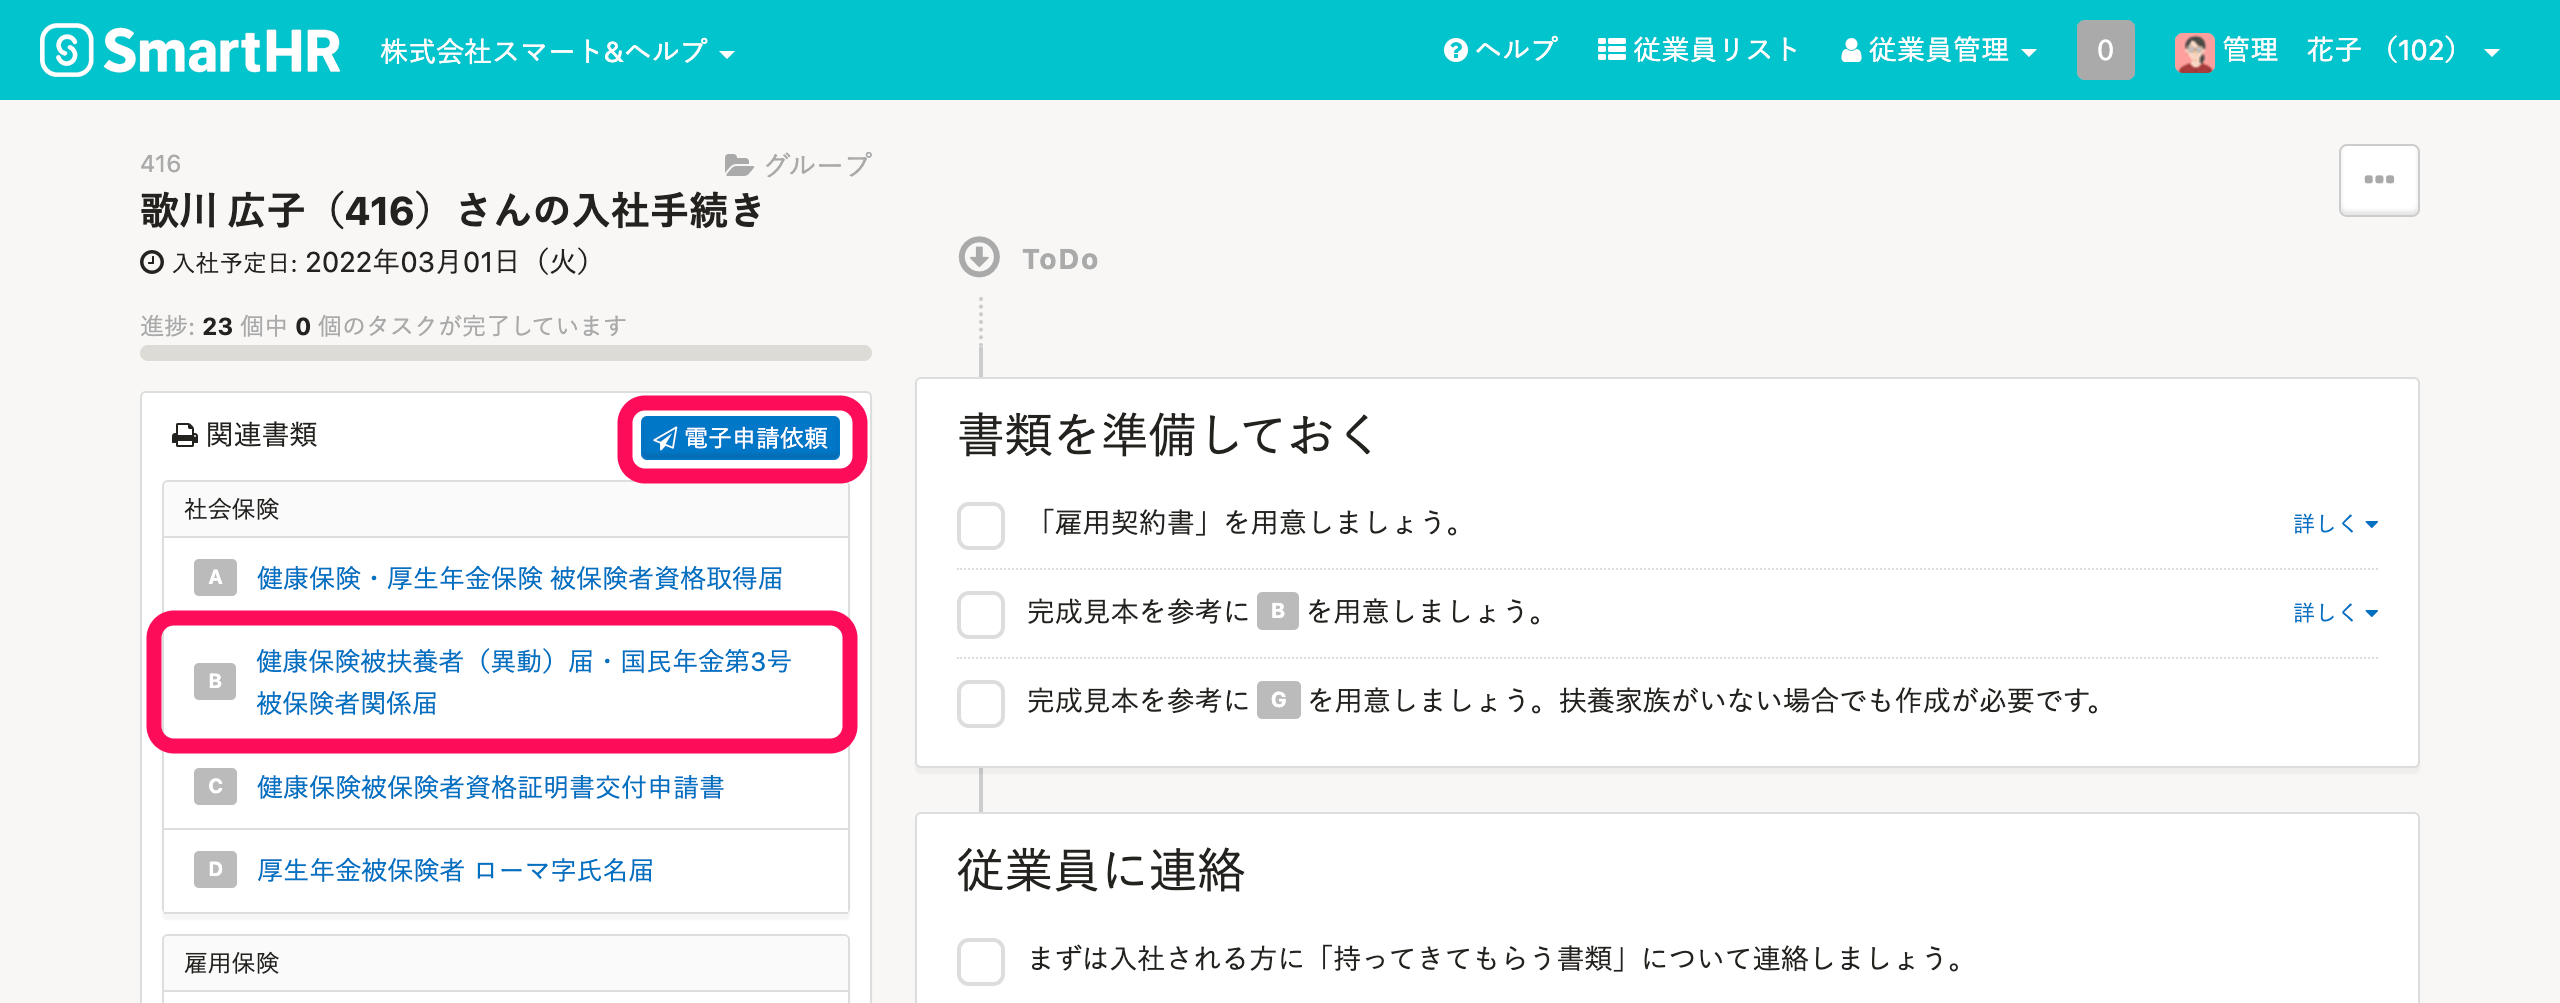 SmartHR 株式会社スマート&ヘルプ ヘルプ 従業員リスト 従業員管理 0 管理 花子 （102）
416 グループ
歌川 広子（416）さんの入社手続き
入社予定日: 2022年03月01日（火）
進捗: 23 個中 0 個のタスクが完了しています
関連書類 電子申請依頼
社会保険
A 健康保険・厚生年金保険 被保険者資格取得届
B 健康保険被扶養者（異動）届・国民年金第3号
被保険者関係届
C 健康保険被保険者資格証明書交付申請書
D 厚生年金被保険者 ローマ字氏名届
雇用保険
ToDo
書類を準備しておく
「雇用契約書」を用意しましょう。 詳しく
完成見本を参考に B を用意しましょう。 詳しく
完成見本を参考に G を用意しましょう。扶養家族がいない場合でも作成が必要です。
従業員に連絡
まずは入社される方に「持ってきてもらう書類」について連絡しましょう。